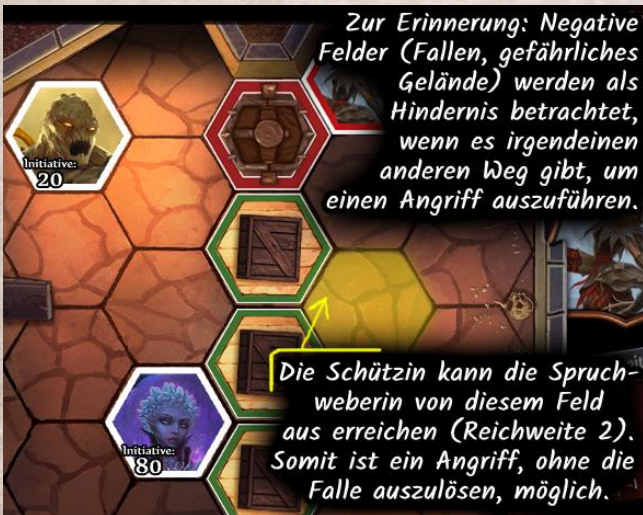 Zur Erinnerung: Negative
Felder (Fallen, gefährliches
Gelände) werden als
Hindernis betrachtet,
wenn es irgendeinen
anderen Weg gibt, um
einen Angriff auszuführen.
Initiative:
20
Die Schützin kann die Spruch-
weberin von diesem Feld
aus erreichen (Reichweite 2).
Somit ist ein Angriff, ohne die
Falle auszulösen, möglich.
Initiative:
80